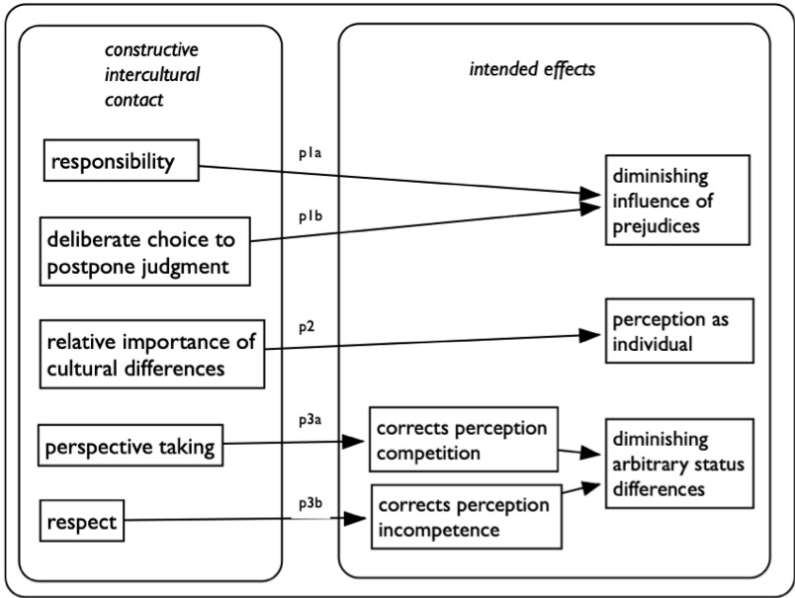 constructive
intercultural
contact
intended effects
responsibility
p1a
diminishing
influence of
prejudices
deliberate choice to
postpone judgment
p1b
relative importance of
cultural differences
p2
perception as
individual
perspective taking
p3a
corrects perception
competition
respect
p3b
corrects perception
incompetence
diminishing
arbitrary status
differences